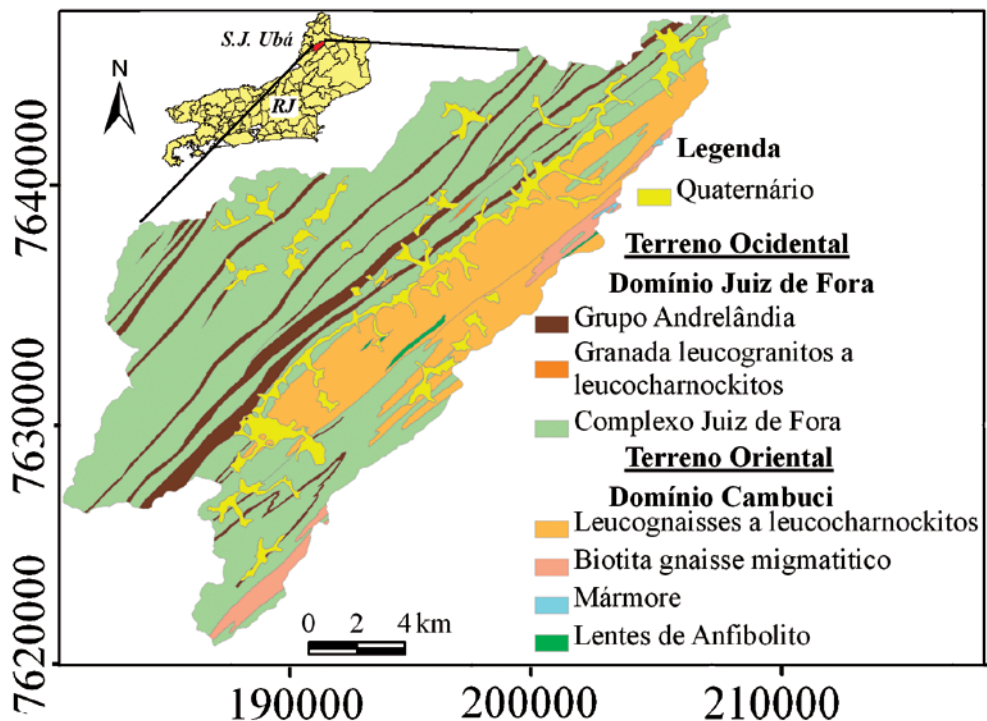 S.J. Ubá
N
RJ
Legenda
Quaternário
Terreno Ocidental
Domínio Juiz de Fora
Grupo Andrelândia
Granada leucogranitos a
leucocharnockitos
Complexo Juiz de Fora
Terreno Oriental
Domínio Cambuci
Leucognaisses a leucocharnockitos
Biotita gnaisse migmatitico
Mármore
Lentes de Anfibolito
0 2 4 km
7640000
7630000
7620000
190000 200000 210000